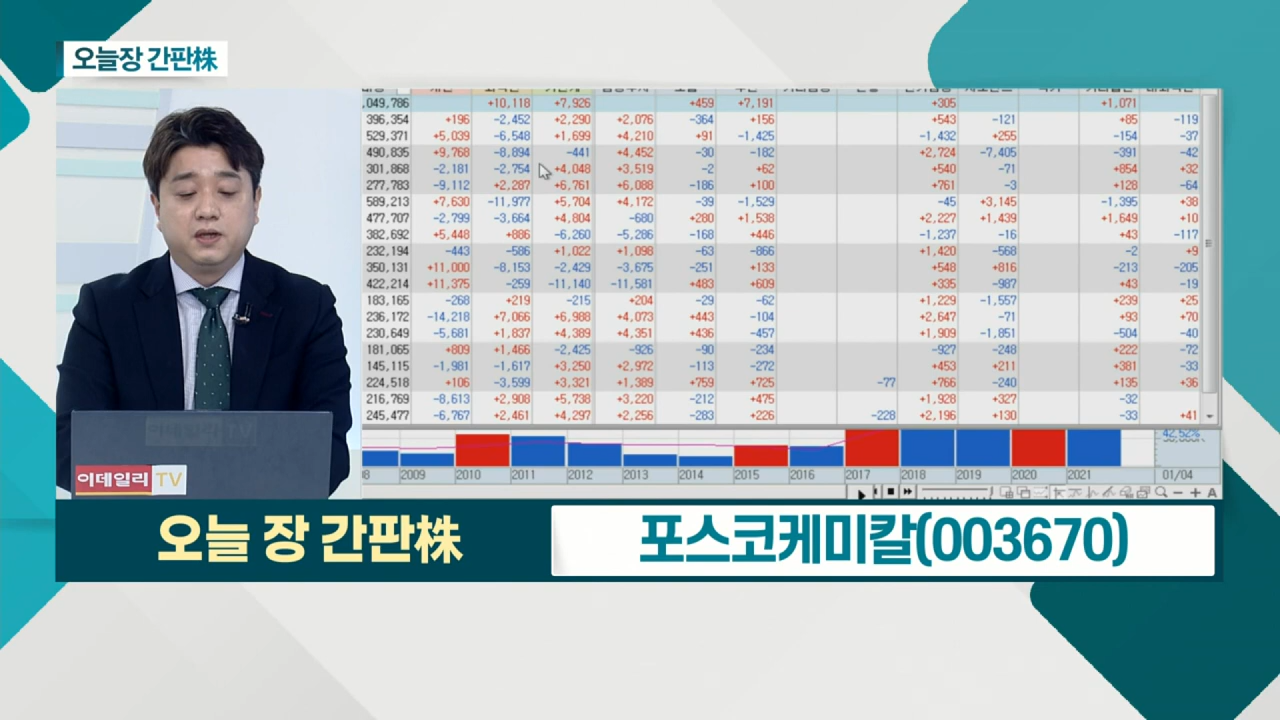 오늘장 간판株
,049,786 +10,118 +7,926 +459 +7,191 +305 +1,071
396,354 +196 -2,452 +2,290 +2,076 -364 +156 +543 -121 +85 -119
529,371 +5,039 -6,548 +1,699 +4,210 +91 -1,425 -1,432 +255 -154 -37
490,835 +9,768 -8,894 -441 +4,452 -30 -182 +2,724 -7,405 -391 -42
301,868 -2,181 -2,754 +4,048 +3,519 -2 +62 +540 -71 +854 +32
277,783 -9,112 +2,287 +6,761 +6,088 -186 +100 +761 -3 +128 -64
589,213 +7,630 -11,977 +5,704 +4,172 -39 -1,529 -45 +3,145 -1,395 +38
477,707 -2,799 -3,664 +4,804 -680 +280 +1,538 +2,227 +1,439 +1,649 +10
382,692 +5,448 +886 -6,260 -5,286 -168 +446 -1,237 -16 +43 -117
232,194 -443 -586 +1,022 +1,098 -63 -866 +1,420 -568 -2 +9
350,131 +11,000 -8,153 -2,429 -3,675 -251 +133 +548 +816 -213 -205
422,214 +11,375 -259 -11,140 -11,581 +483 +609 +335 -987 +43 -19
183,165 -268 +219 -215 +204 -29 -62 +1,229 -1,557 +239 +25
236,172 -14,218 +7,066 +6,988 +4,073 +443 -104 +2,647 -71 +93 +70
230,649 -5,681 +1,837 +4,389 +4,351 +436 -457 +1,909 -1,851 -504 -40
181,065 +809 +1,466 -2,425 -926 -90 -234 -927 -248 +222 -72
145,115 -1,981 -1,617 +3,250 +2,972 -113 -272 +453 +211 +381 -33
224,518 +106 -3,599 +3,321 +1,389 +759 +725 -77 +766 -240 +135 +36
216,769 -8,613 +2,908 +5,738 +3,220 -212 +475 +1,928 +327 -32
245,477 -6,767 +2,461 +4,297 +2,256 -283 +226 -228 +2,196 +130 -33 +41
42,52%
2009 2010 2011 2012 2013 2014 2015 2016 2017 2018 2019 2020 2021 01/04
이데일리 TV
오늘 장 간판株
포스코케미칼(003670)